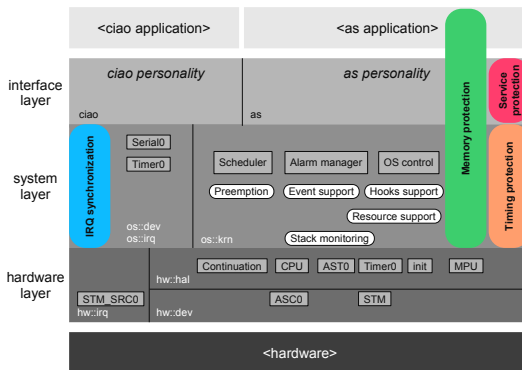 <ciao application>
<as application>
interface
layer
ciao personality
as personality
ciao
as
Memory protection
Service
protection
system
layer
IRQ synchronization
Serial0
Timer0
os::dev
os::irq
Scheduler
Alarm manager
OS control
Preemption
Event support
Hooks support
Resource support
os::krn
Stack monitoring
Timing protection
hardware
layer
hw::hal
Continuation
CPU
AST0
Timer0
init
MPU
STM_SRC0
hw::irq
hw::dev
ASC0
STM
<hardware>